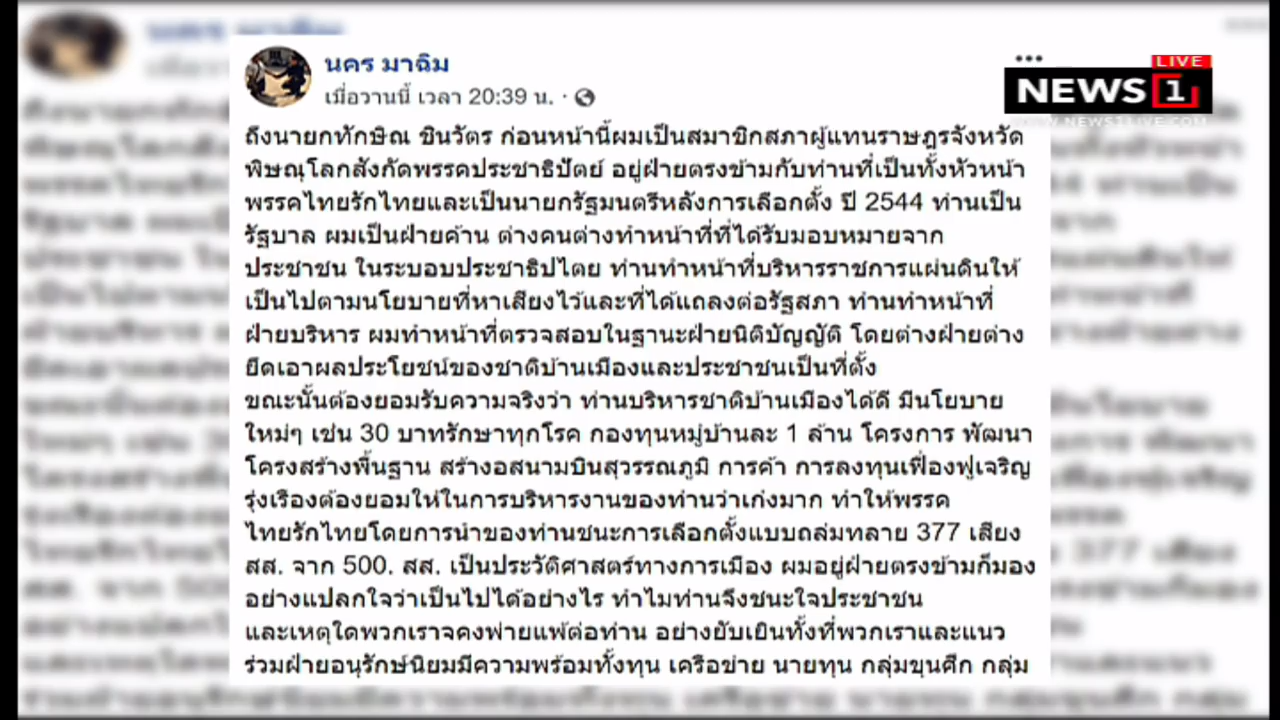 นคร มาฉิม
เมื่อวานนี้ เวลา 20:39 น. ·
LIVE
NEWS 1
WWW.NEWS1LIVE.COM
ถึงนายกทักษิณ ชินวัตร ก่อนหน้านี้ผมเป็นสมาชิกสภาผู้แทนราษฎรจังหวัด
พิษณุโลกสังกัดพรรคประชาธิปัตย์ อยู่ฝ่ายตรงข้ามกับท่านที่เป็นทั้งหัวหน้า
พรรคไทยรักไทยและเป็นนายกรัฐมนตรีหลังการเลือกตั้ง ปี 2544 ท่านเป็น
รัฐบาล ผมเป็นฝ่ายค้าน ต่างคนต่างทำหน้าที่ที่ได้รับมอบหมายจาก
ประชาชน ในระบอบประชาธิปไตย ท่านทำหน้าที่บริหารราชการแผ่นดินให้
เป็นไปตามนโยบายที่หาเสียงไว้และที่ได้แถลงต่อรัฐสภา ท่านทำหน้าที่
ฝ่ายบริหาร ผมทำหน้าที่ตรวจสอบในฐานะฝ่ายนิติบัญญัติ โดยต่างฝ่ายต่าง
ยึดเอาผลประโยชน์ของชาติบ้านเมืองและประชาชนเป็นที่ตั้ง
ขณะนั้นต้องยอมรับความจริงว่า ท่านบริหารชาติบ้านเมืองได้ดี มีนโยบาย
ใหม่ๆ เช่น 30 บาทรักษาทุกโรค กองทุนหมู่บ้านละ 1 ล้าน โครงการ พัฒนา
โครงสร้างพื้นฐาน สร้างอสนามบินสุวรรณภูมิ การค้า การลงทุนเฟื่องฟูเจริญ
รุ่งเรืองต้องยอมให้ในการบริหารงานของท่านว่าเก่งมาก ทำให้พรรค
ไทยรักไทยโดยการนำของท่านชนะการเลือกตั้งแบบถล่มทลาย 377 เสียง
สส. จาก 500. สส. เป็นประวัติศาสตร์ทางการเมือง ผมอยู่ฝ่ายตรงข้ามก็มอง
อย่างแปลกใจว่าเป็นไปได้อย่างไร ทำไมท่านจึงชนะใจประชาชน
และเหตุใดพวกเราจคงพ่ายแพ้ต่อท่าน อย่างยับเยินทั้งที่พวกเราและแนว
ร่วมฝ่ายอนุรักษ์นิยมมีความพร้อมทั้งทุน เครือข่าย นายทุน กลุ่มขุนศึก กลุ่ม